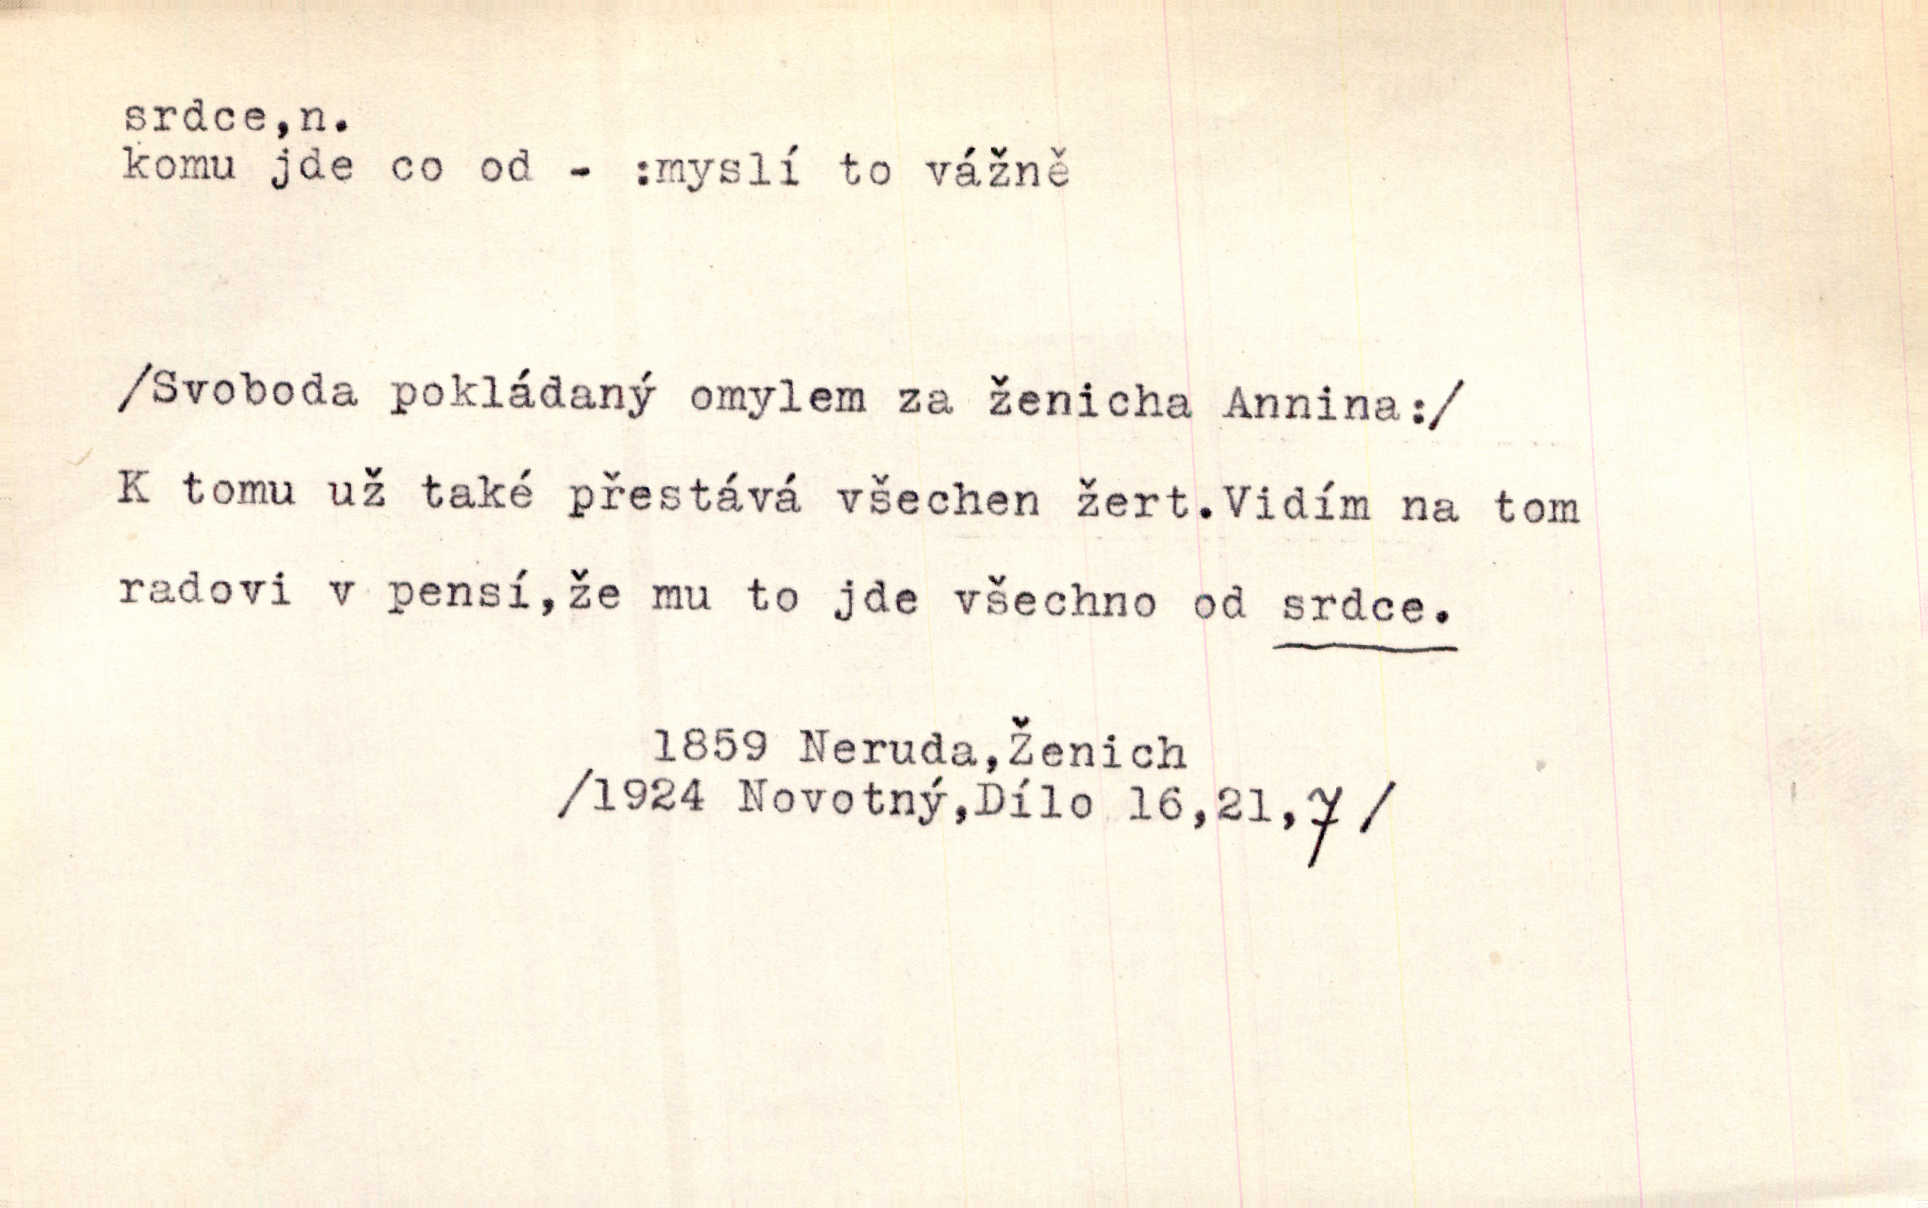 srdce,n.
komu jde co od - :myslí to vážně
/Svoboda pokládaný omylem za ženicha Annina:/
K tomu už také přestává všechen žert.Vidím na tom
radovi v pensí,že mu to jde všechno od srdce.
1859 Neruda,Ženich
/1924 Novotný,Dílo 16,21,7/